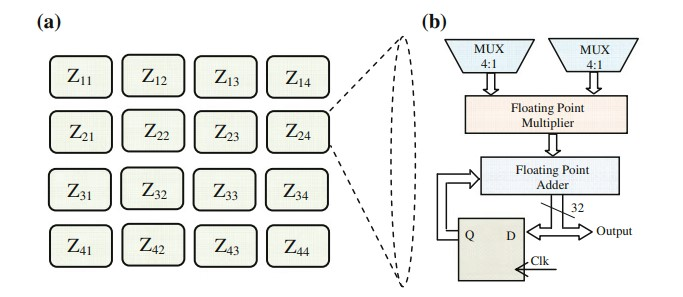 (a)
Z11 Z12 Z13 Z14
Z21 Z22 Z23 Z24
Z31 Z32 Z33 Z34
Z41 Z42 Z43 Z44
(b)
MUX
4:1
MUX
4:1
Floating Point
Multiplier
Floating Point
Adder
32
Q D
Output
Clk